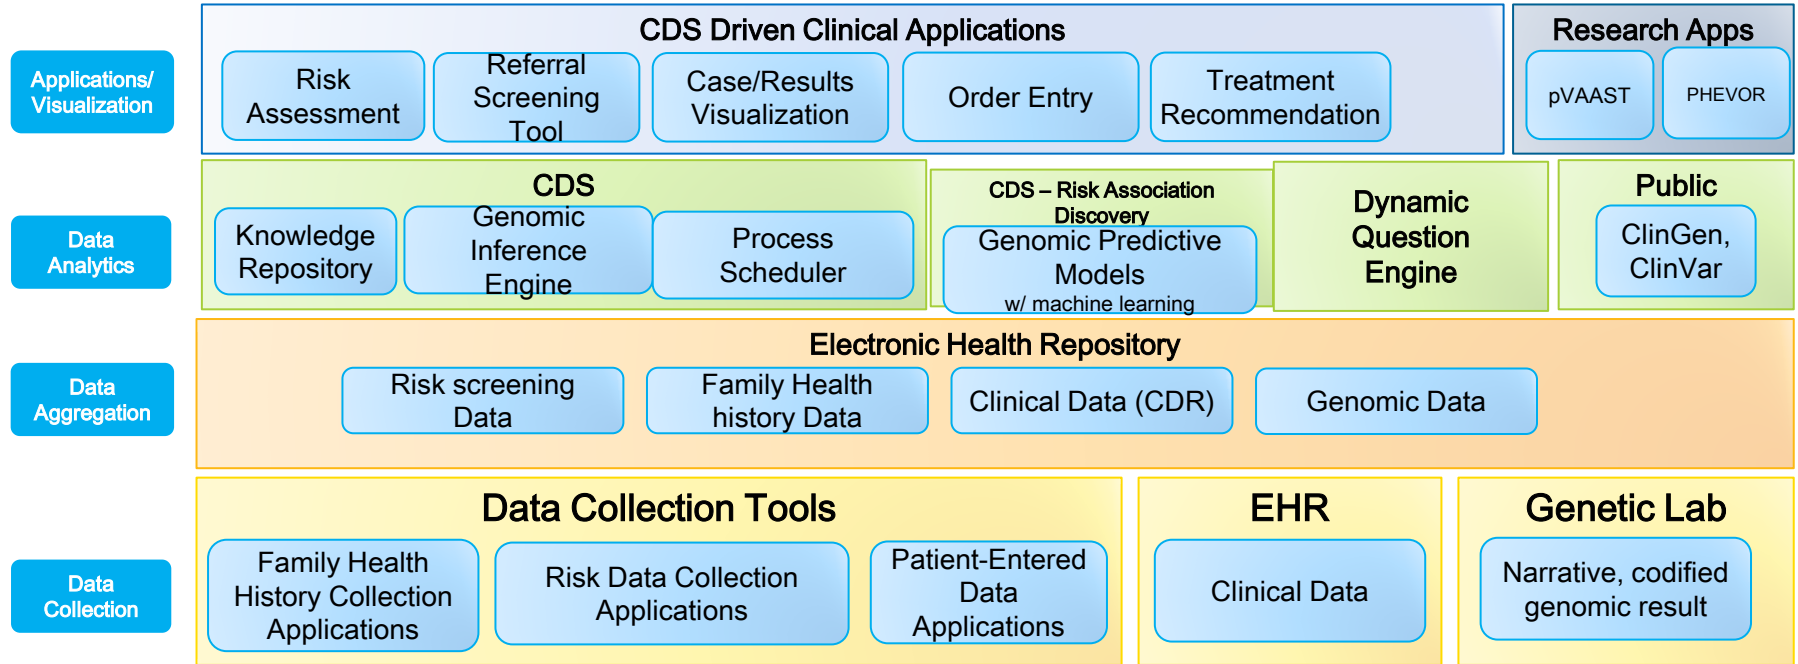 Applications/
Visualization
CDS Driven Clinical Applications
Risk
Assessment
Referral
Screening
Tool
Case/Results
Visualization
Order Entry
Treatment
Recommendation
Research Apps
pVAAST
PHEVOR
Data
Analytics
CDS
Knowledge
Repository
Genomic
Inference
Engine
Process
Scheduler
CDS – Risk Association
Discovery
Genomic Predictive
Models
w/ machine learning
Dynamic
Question
Engine
Public
ClinGen,
ClinVar
Data
Aggregation
Electronic Health Repository
Risk screening
Data
Family Health
history Data
Clinical Data (CDR)
Genomic Data
Data
Collection
Data Collection Tools
Family Health
History Collection
Applications
Risk Data Collection
Applications
Patient-Entered
Data
Applications
EHR
Clinical Data
Genetic Lab
Narrative, codified
genomic result